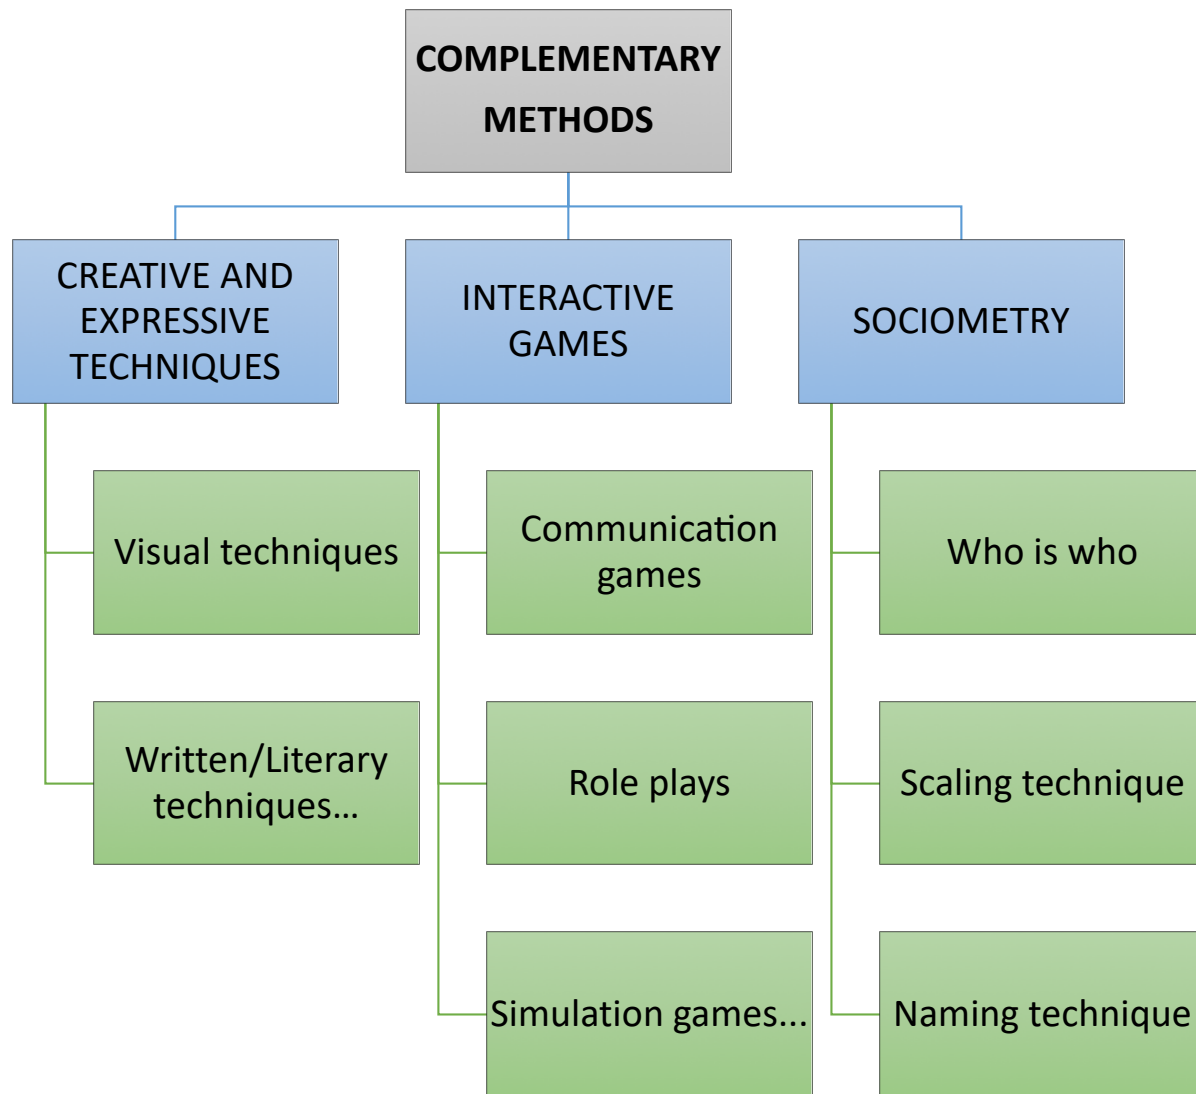 COMPLEMENTARY
METHODS
CREATIVE AND
EXPRESSIVE
TECHNIQUES
INTERACTIVE
GAMES
SOCIOMETRY
Visual techniques
Communication
games
Who is who
Written/Literary
techniques...
Role plays
Scaling technique
Simulation games...
Naming technique